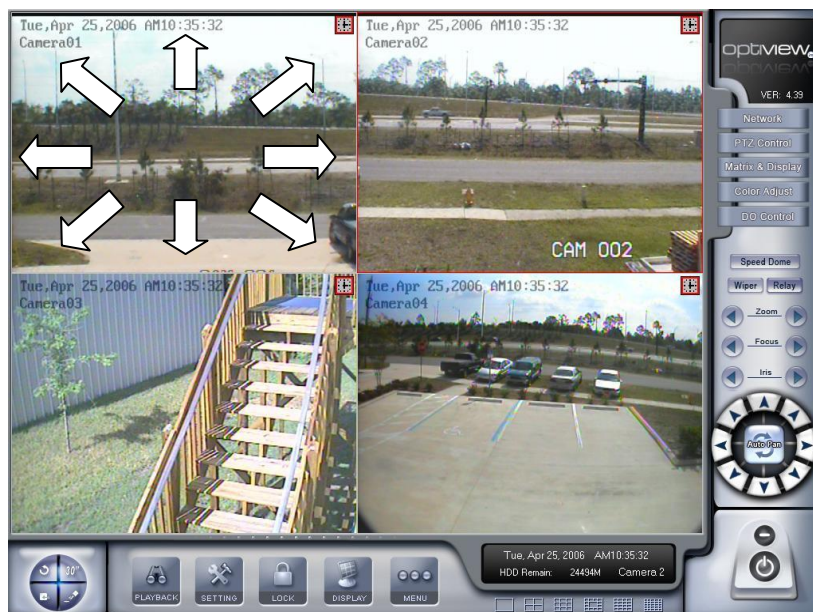 Tue,Apr 25,2006 AM10:35:32
Camera01
Tue,Apr 25,2006 AM10:35:32
Camera02
CAM 002
Tue,Apr 25,2006 AM10:35:32
Camera03
Tue,Apr 25,2006 AM10:35:32
Camera04
optiview
VER: 4.39
Network
PTZ Control
Matrix & Display
Color Adjust
DO Control
Speed Dome
Wiper Relay
Zoom
Focus
Iris
Auto Pan
30°
PLAYBACK
SETTING
LOCK
DISPLAY
MENU
Tue, Apr 25, 2006 AM10:35:32
HDD Remain: 24494M Camera 2